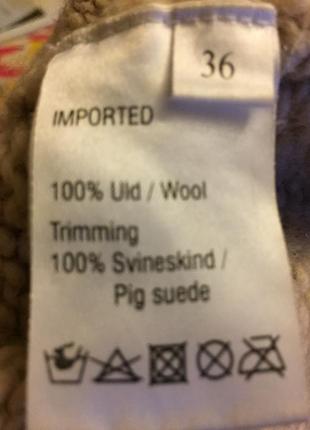 36
IMPORTED
100% Uld / Wool
Trimming
100% Svineskind /
Pig suede